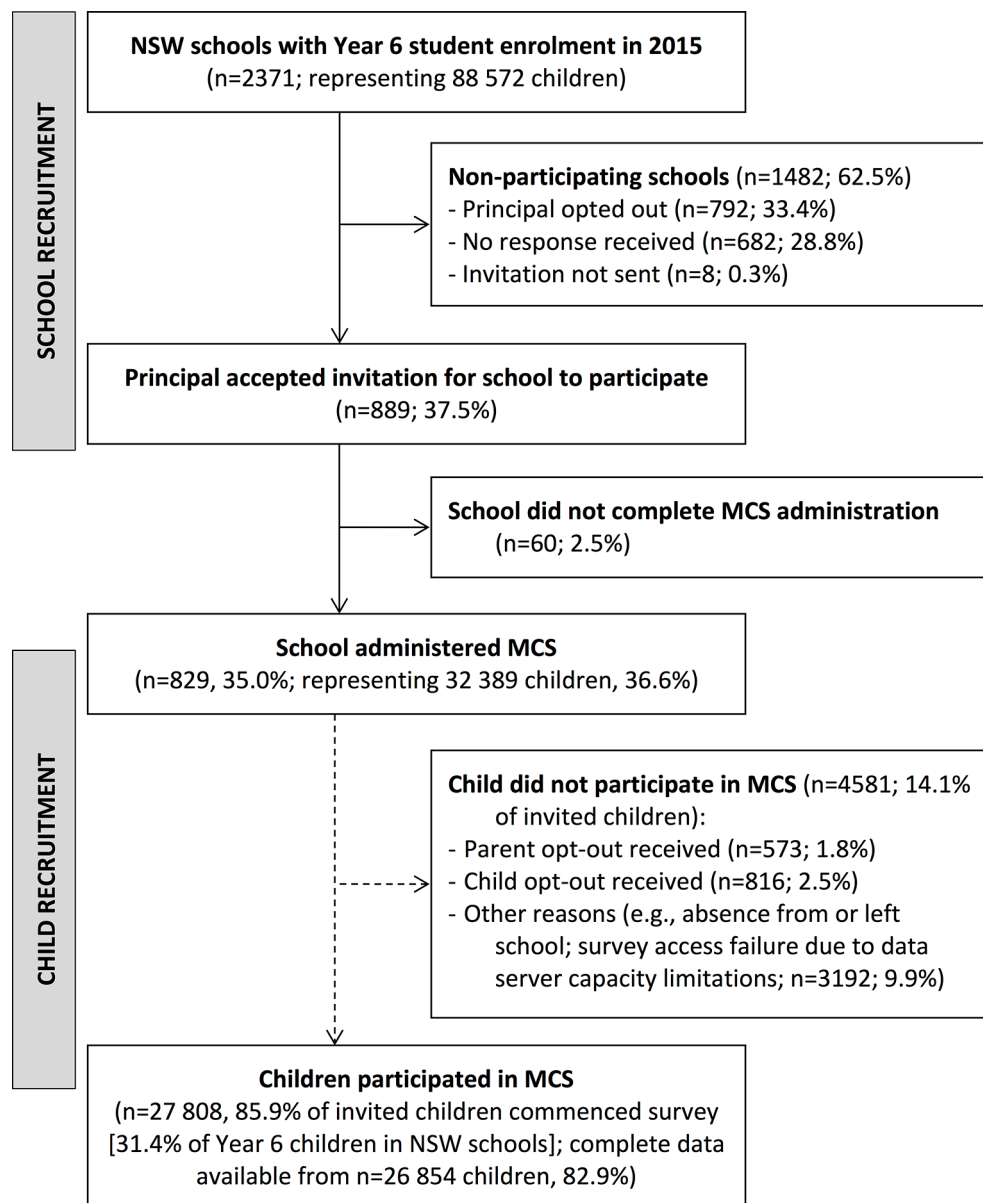 SCHOOL RECRUITMENT
NSW schools with Year 6 student enrolment in 2015
(n=2371; representing 88 572 children)
Non-participating schools (n=1482; 62.5%)
- Principal opted out (n=792; 33.4%)
- No response received (n=682; 28.8%)
- Invitation not sent (n=8; 0.3%)
Principal accepted invitation for school to participate
(n=889; 37.5%)
School did not complete MCS administration
(n=60; 2.5%)
CHILD RECRUITMENT
School administered MCS
(n=829, 35.0%; representing 32 389 children, 36.6%)
Child did not participate in MCS (n=4581; 14.1%
of invited children):
- Parent opt-out received (n=573; 1.8%)
- Child opt-out received (n=816; 2.5%)
- Other reasons (e.g., absence from or left
school; survey access failure due to data
server capacity limitations; n=3192; 9.9%)
Children participated in MCS
(n=27 808, 85.9% of invited children commenced survey
[31.4% of Year 6 children in NSW schools]; complete data
available from n=26 854 children, 82.9%)